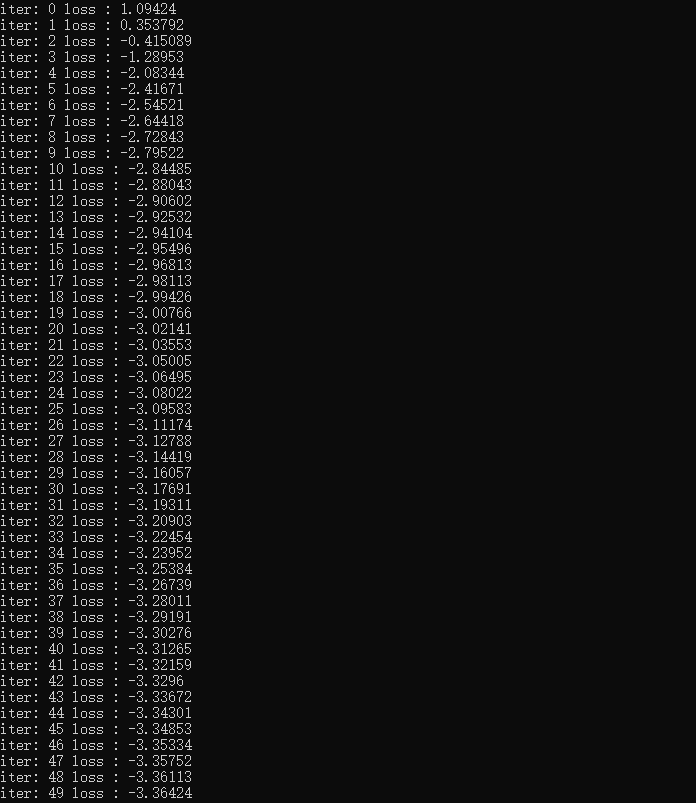 iter: 0 loss : 1.09424
iter: 1 loss : 0.353792
iter: 2 loss : -0.415089
iter: 3 loss : -1.28953
iter: 4 loss : -2.08344
iter: 5 loss : -2.41671
iter: 6 loss : -2.54521
iter: 7 loss : -2.64418
iter: 8 loss : -2.72843
iter: 9 loss : -2.79522
iter: 10 loss : -2.84485
iter: 11 loss : -2.88043
iter: 12 loss : -2.90602
iter: 13 loss : -2.92532
iter: 14 loss : -2.94104
iter: 15 loss : -2.95496
iter: 16 loss : -2.96813
iter: 17 loss : -2.98113
iter: 18 loss : -2.99426
iter: 19 loss : -3.00766
iter: 20 loss : -3.02141
iter: 21 loss : -3.03553
iter: 22 loss : -3.05005
iter: 23 loss : -3.06495
iter: 24 loss : -3.08022
iter: 25 loss : -3.09583
iter: 26 loss : -3.11174
iter: 27 loss : -3.12788
iter: 28 loss : -3.14419
iter: 29 loss : -3.16057
iter: 30 loss : -3.17691
iter: 31 loss : -3.19311
iter: 32 loss : -3.20903
iter: 33 loss : -3.22454
iter: 34 loss : -3.23952
iter: 35 loss : -3.25384
iter: 36 loss : -3.26739
iter: 37 loss : -3.28011
iter: 38 loss : -3.29191
iter: 39 loss : -3.30276
iter: 40 loss : -3.31265
iter: 41 loss : -3.32159
iter: 42 loss : -3.3296
iter: 43 loss : -3.33672
iter: 44 loss : -3.34301
iter: 45 loss : -3.34853
iter: 46 loss : -3.35334
iter: 47 loss : -3.35752
iter: 48 loss : -3.36113
iter: 49 loss : -3.36424